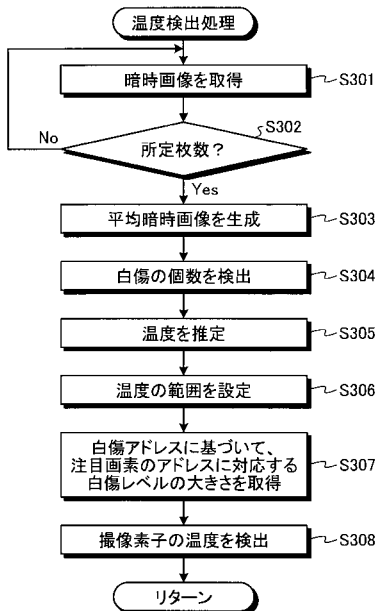 温度検出処理
暗時画像を取得
S301
S302
所定枚数?
No
Yes
平均暗時画像を生成
S303
白傷の個数を検出
S304
温度を推定
S305
温度の範囲を設定
S306
白傷アドレスに基づいて、
注目画素のアドレスに対応する
白傷レベルの大きさを取得
S307
撮像素子の温度を検出
S308
リターン